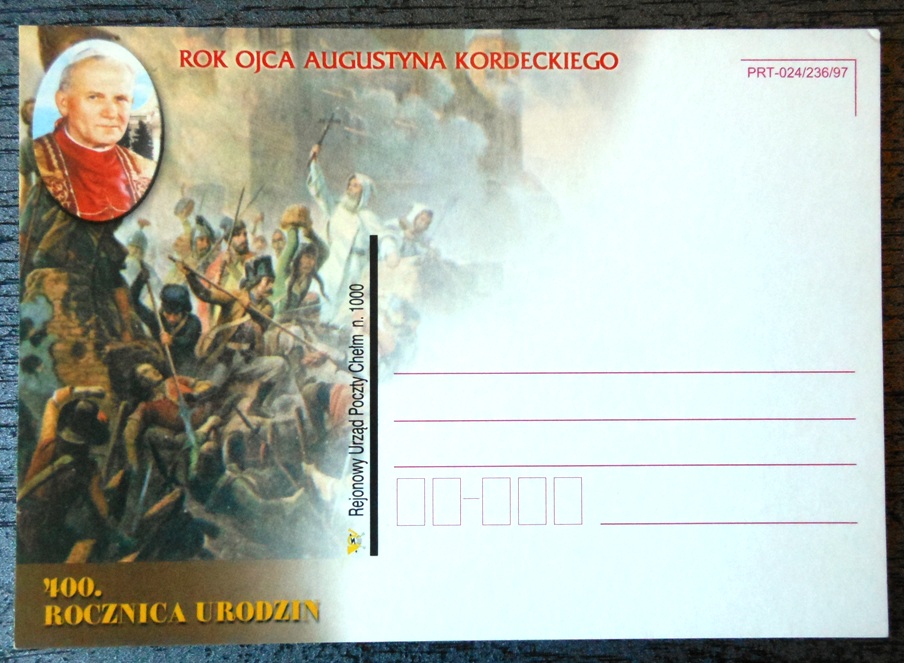 ROK OJCA AUGUSTYNA KORDECKIEGO
PRT-024/236/97
Rejonowy Urząd Poczty Chełm n. 1000
400.
ROCZNICA URODZIN